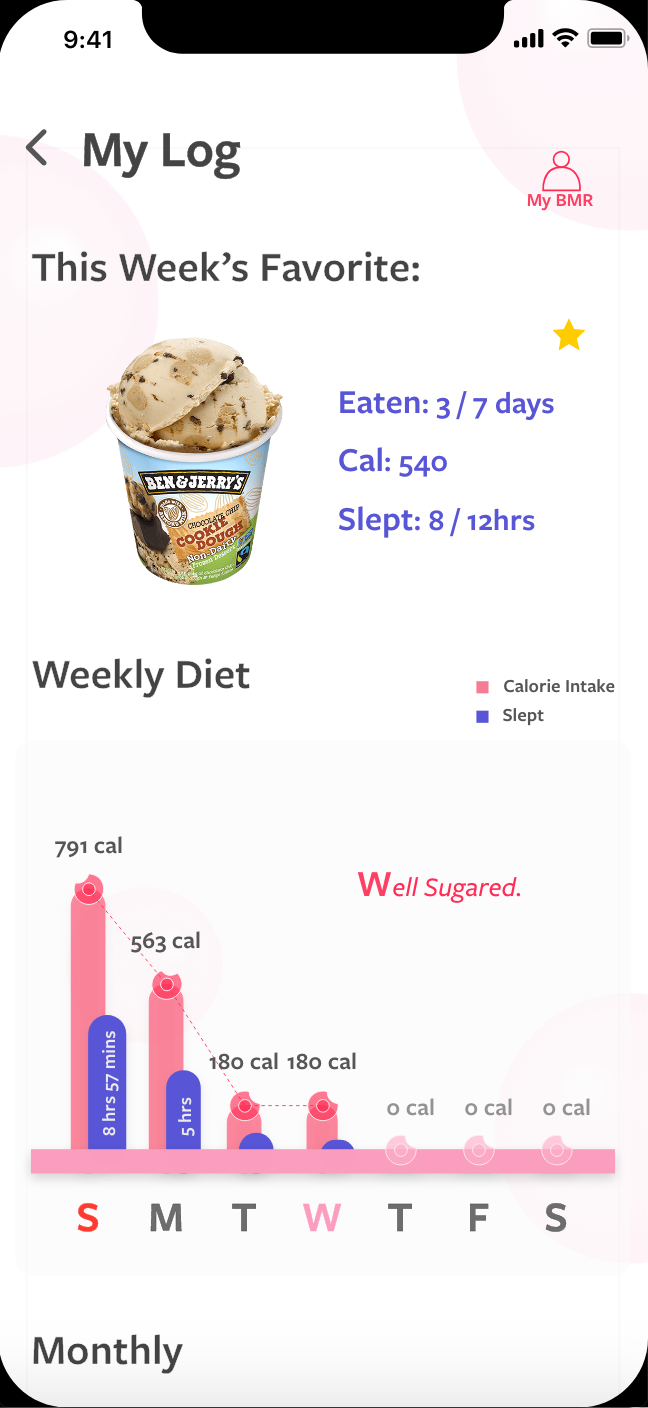 9:41
My Log
My BMR
This Week's Favorite:
BEN & JERRY'S
CHOCOLATE CHIP
COOKIE
DOUGH
Non-Dairy
Frozen Dessert
Eaten: 3 / 7 days
Cal: 540
Slept: 8 / 12hrs
Weekly Diet
Calorie Intake
Slept
791 cal
Well Sugared.
563 cal
180 cal 180 cal
0 cal 0 cal 0 cal
8 hrs 57 mins
5 hrs
S M T W T F S
Monthly